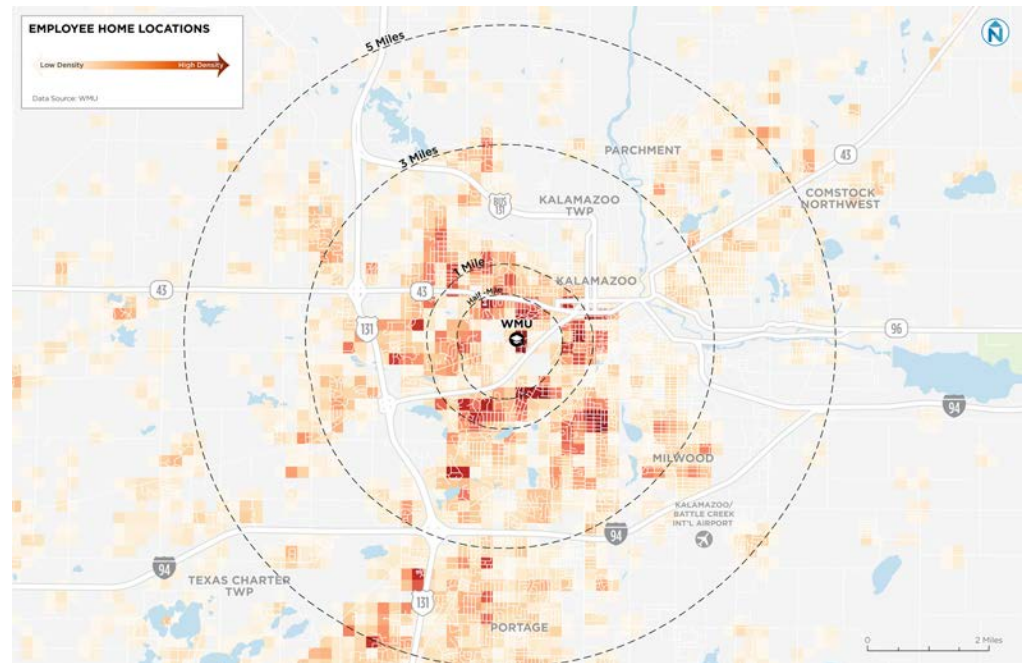 EMPLOYEE HOME LOCATIONS
Low Density
High Density
Data Source: WMU
N
5 Miles
3 Miles
1 Mile
Half-Mile
WMU
PARCHMENT
43
COMSTOCK
NORTHWEST
BUS
131
KALAMAZOO
TWP
KALAMAZOO
43
43
131
96
94
MILWOOD
KALAMAZOO/
BATTLE CREEK
INT'L AIRPORT
94
94
TEXAS CHARTER
TWP
131
PORTAGE
0
2 Miles